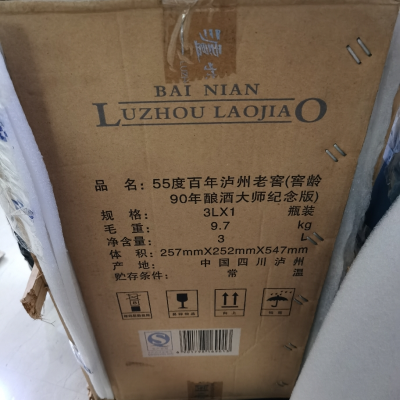 BAI NIAN
LUZHOU LAOJIAO
品 名: 55度百年泸州老窖(窖龄
90年酿酒大师纪念版)
规 格: 3LX1 瓶装
毛 重: 9.7 kg
净含量: 3 L
体 积: 257mm×252mm×547mm
产 地: 中国四川泸州
贮存条件: 常 温